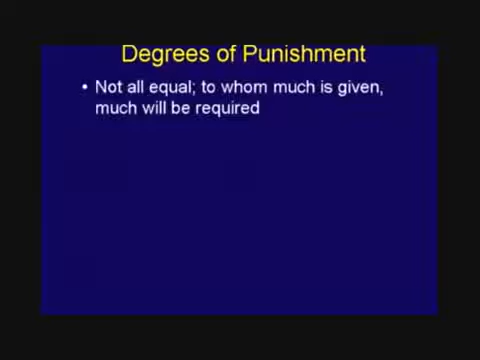 Degrees of Punishment
• Not all equal; to whom much is given,
much will be required